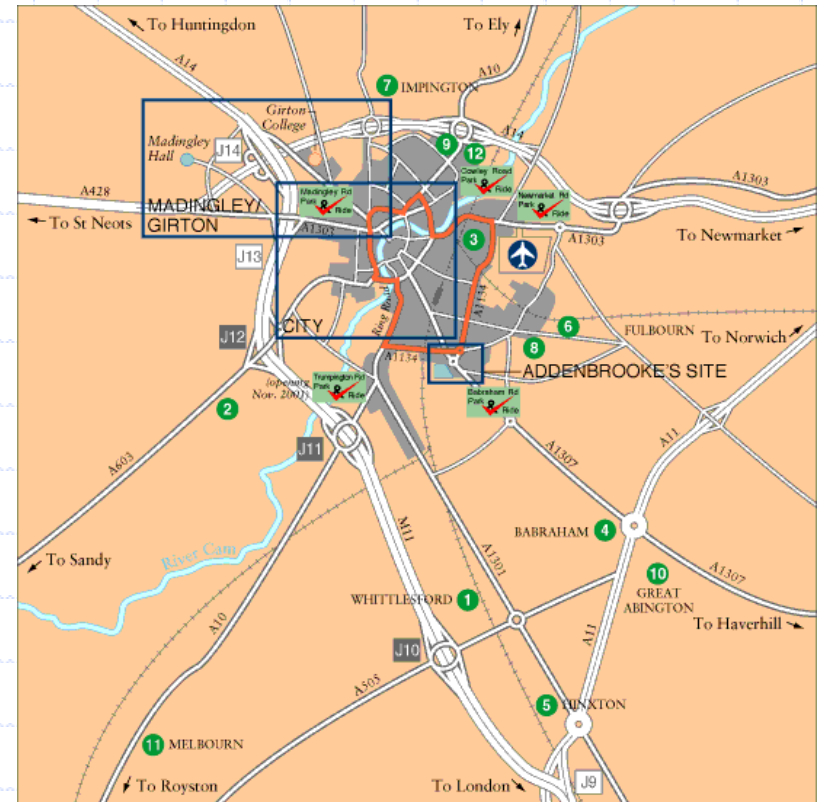 To Huntingdon
To Ely
A14
A10
7 IMPINGTON
Girton
College
Madingley
Hall
J14
9
12
A14
Cowley Road
Park
Ride
Madingley Rd
Park
Ride
Newmarket Rd
Park
Ride
A428
A1303
MADINGLEY/
GIRTON
To St Neots
A1303
3
A1303
To Newmarket
J13
Ring Road
A1134
CITY
6
FULBOURN
To Norwich
J12
8
A1134
ADDENBROOKE'S SITE
Trumpington Rd
Park
Ride
(opening
Nov. 2001)
Babraham Rd
Park
Ride
2
A603
J11
A1307
A11
M11
BABRAHAM 4
To Sandy
River Cam
A1301
10
GREAT
ABINGTON
A1307
WHITTLESFORD 1
A10
To Haverhill
A11
J10
A505
5 HINXTON
11 MELBOURN
To Royston
To London
J9